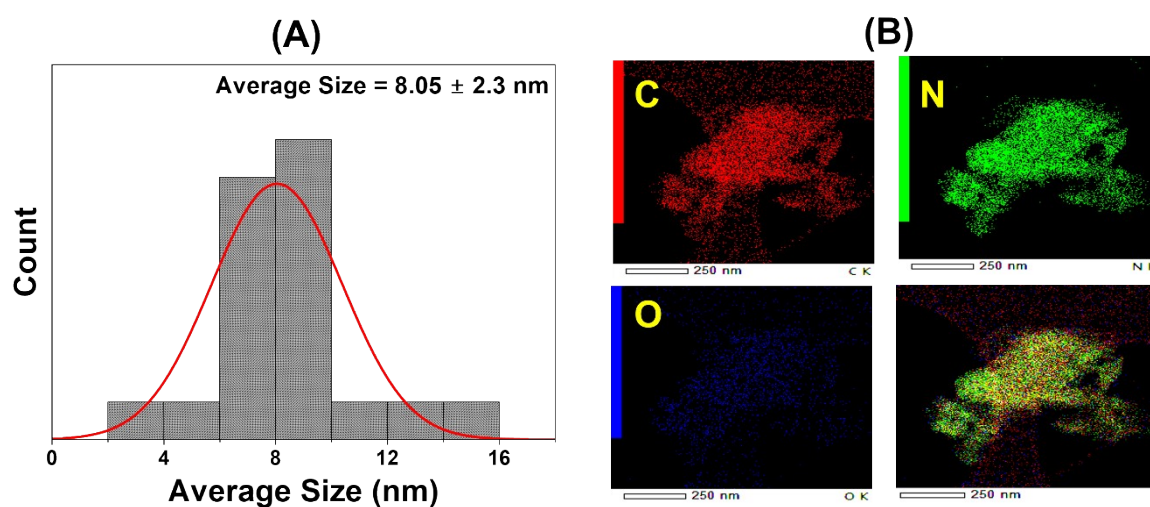 (A)
Average Size = 8.05 ± 2.3 nm
Count
0 4 8 12 16
Average Size (nm)
(B)
C
250 nm
C K
N
250 nm
N
O
250 nm
O K
250 nm